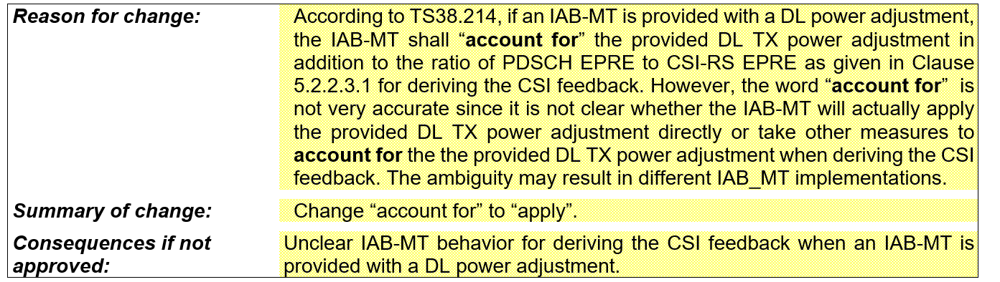 Reason for change: According to TS38.214, if an IAB-MT is provided with a DL power adjustment,
the IAB-MT shall “account for” the provided DL TX power adjustment in
addition to the ratio of PDSCH EPRE to CSI-RS EPRE as given in Clause
5.2.2.3.1 for deriving the CSI feedback. However, the word “account for” is
not very accurate since it is not clear whether the IAB-MT will actually apply
the provided DL TX power adjustment directly or take other measures to
account for the the provided DL TX power adjustment when deriving the CSI
feedback. The ambiguity may result in different IAB_MT implementations.
Summary of change: Change “account for” to “apply”.
Consequences if not Unclear IAB-MT behavior for deriving the CSI feedback when an IAB-MT is
approved: provided with a DL power adjustment.